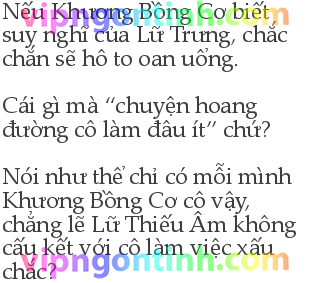 Nếu Khương Bồng Cơ biết
suy nghĩ của Lữ Trưng, chắc
chắn sẽ hô to oan uổng.
Cái gì mà “chuyện hoang
đường cô làm đâu ít” chứ?
Nói như thể chỉ có mỗi mình
Khương Bồng Cơ cô vậy,
chẳng lẽ Lữ Thiếu Âm không
cấu kết với cô làm việc xấu
chắc?
vipngontinh.com
vipngontinh.com